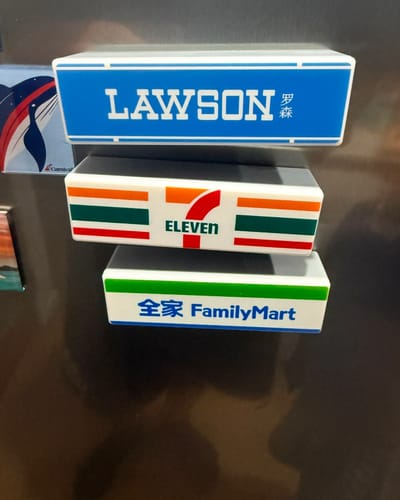 LAWSON 罗森
7
ELEVEn
全家 FamilyMart